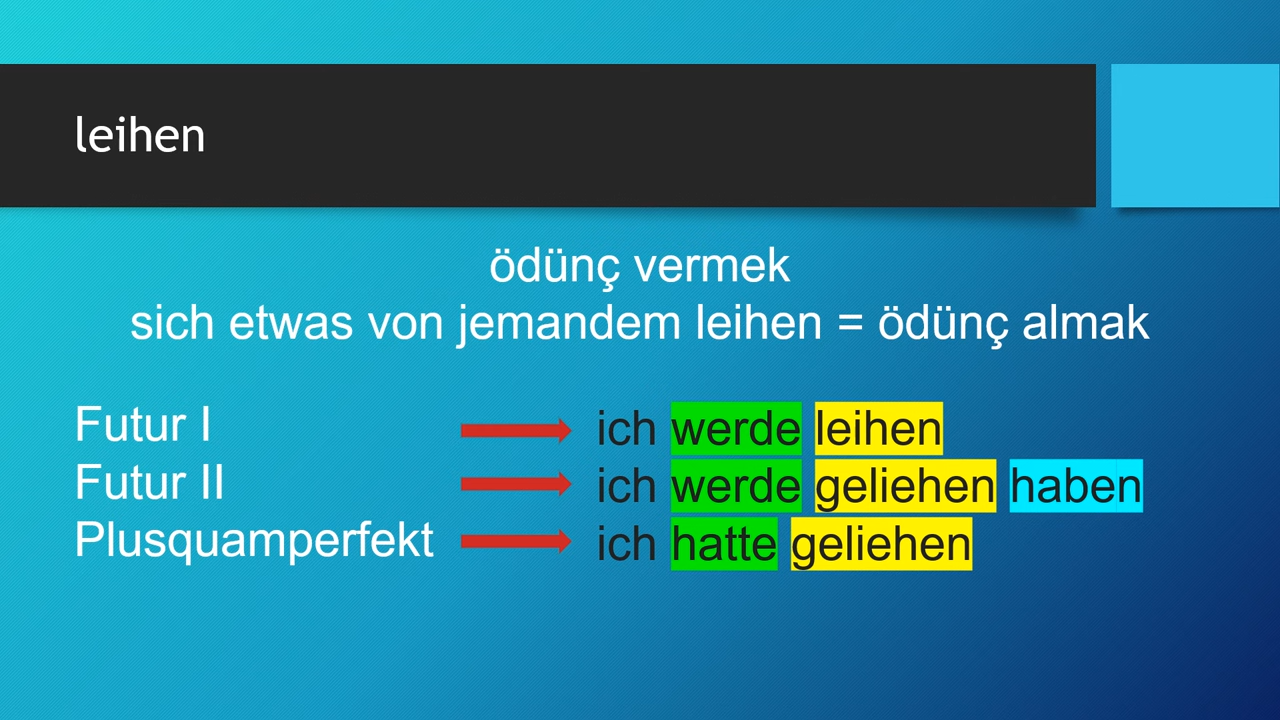 leihen
ödünç vermek
sich etwas von jemandem leihen = ödünç almak
Futur I ich werde leihen
Futur II ich werde geliehen haben
Plusquamperfekt ich hatte geliehen